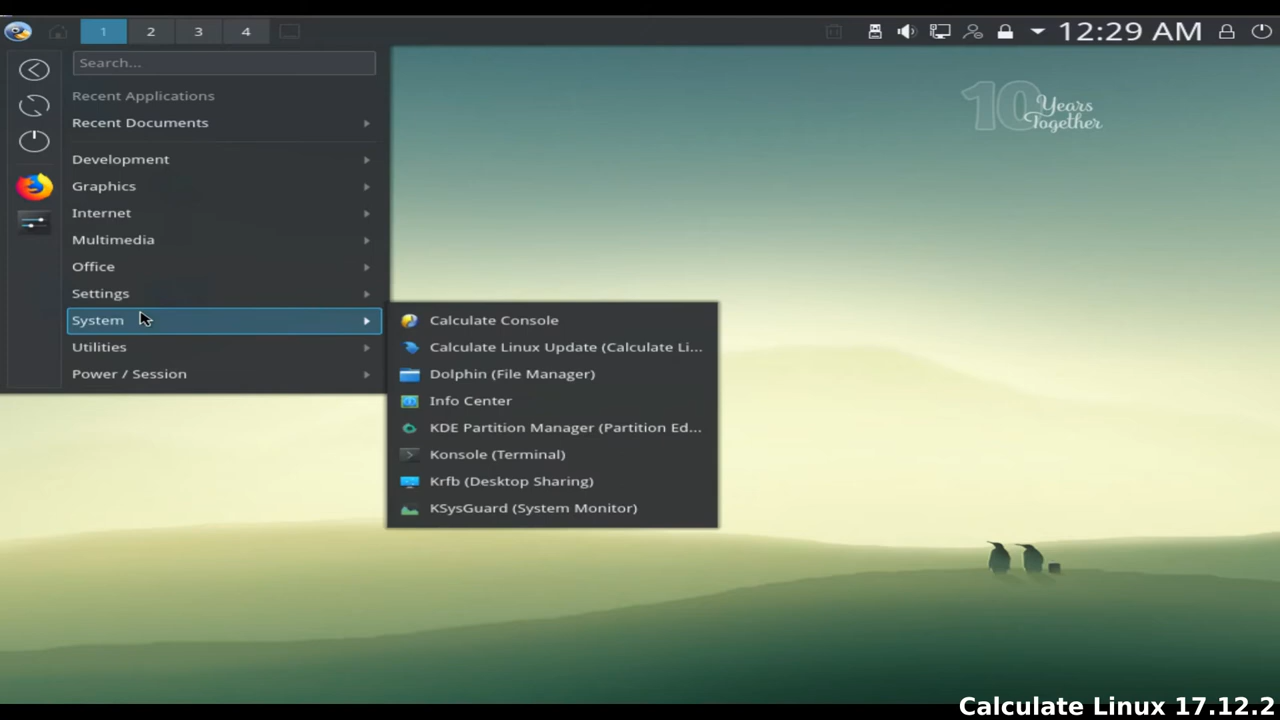 1 2 3 4 12:29 AM
Search...
Recent Applications
Recent Documents
Development
Graphics
Internet
Multimedia
Office
Settings
System
Utilities
Power / Session
Calculate Console
Calculate Linux Update (Calculate Li...
Dolphin (File Manager)
Info Center
KDE Partition Manager (Partition Ed...
Konsole (Terminal)
Krfb (Desktop Sharing)
KSysGuard (System Monitor)
10 Years
Together
Calculate Linux 17.12.2